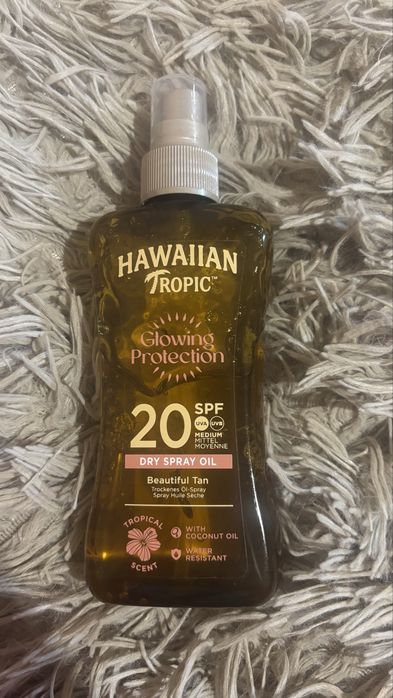 HAWAIIAN
TROPIC™
Glowing
Protection
20 SPF
UVA UVB
MEDIUM
MITTEL
MOYENNE
DRY SPRAY OIL
Beautiful Tan
Trockenes Öl-Spray
Spray Huile Sèche
TROPICAL
SCENT
WITH
COCONUT OIL
WATER
RESISTANT